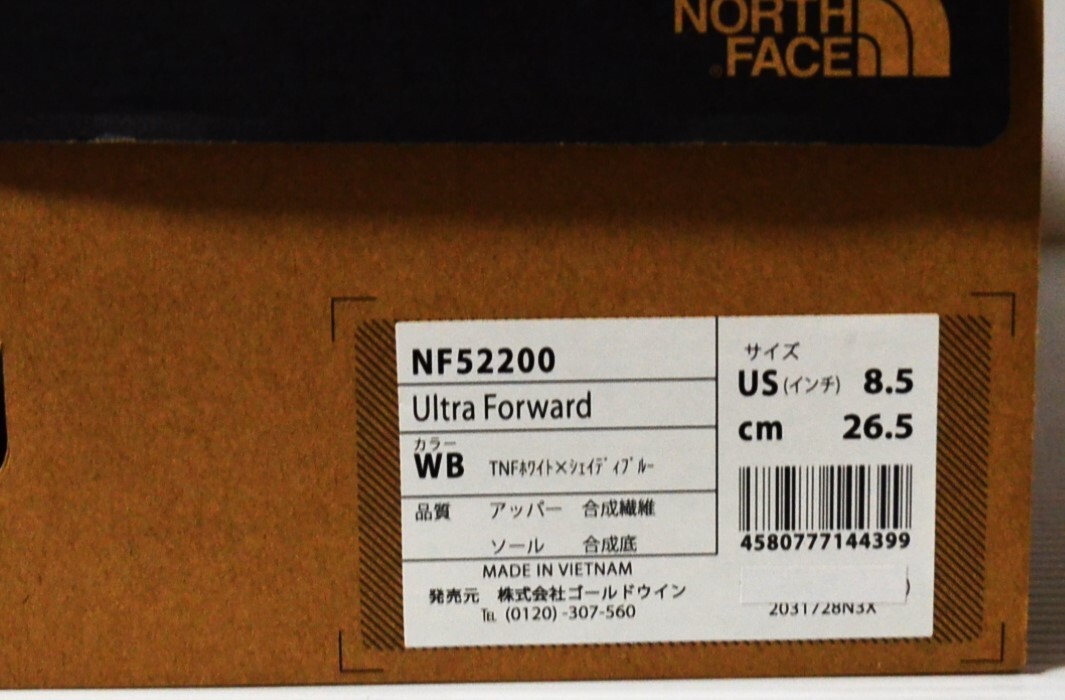 NORTH
FACE
NF52200
Ultra Forward
カラー
WB TNFﾎﾜｲﾄ×ｼｪｲﾃﾞｨﾌﾞﾙｰ
品質 アッパー 合成繊維
ソール 合成底
MADE IN VIETNAM
発売元 株式会社ゴールドウイン
TEL (0120) -307-560
サイズ
US (インチ) 8.5
cm 26.5
4580777144399
2031728N3X